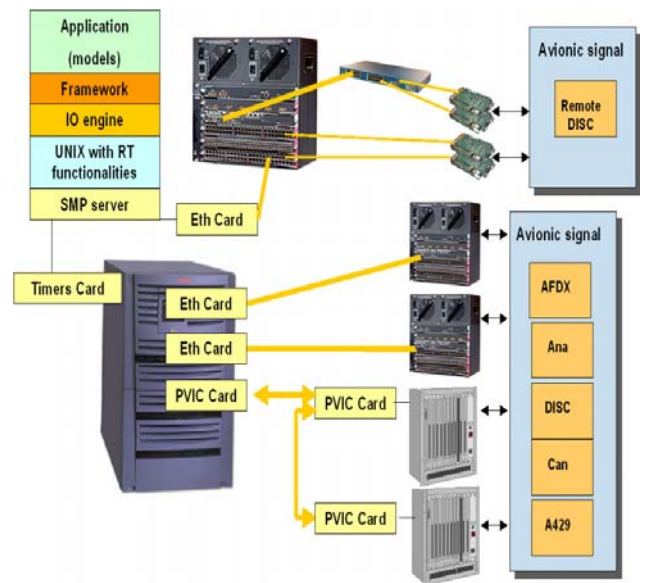 Application
(models)
Framework
IO engine
UNIX with RT
functionalities
SMP server
Eth Card
Timers Card
Eth Card
Eth Card
PVIC Card
PVIC Card
PVIC Card
Avionic signal
Remote
DISC
Avionic signal
AFDX
Ana
DISC
Can
A429